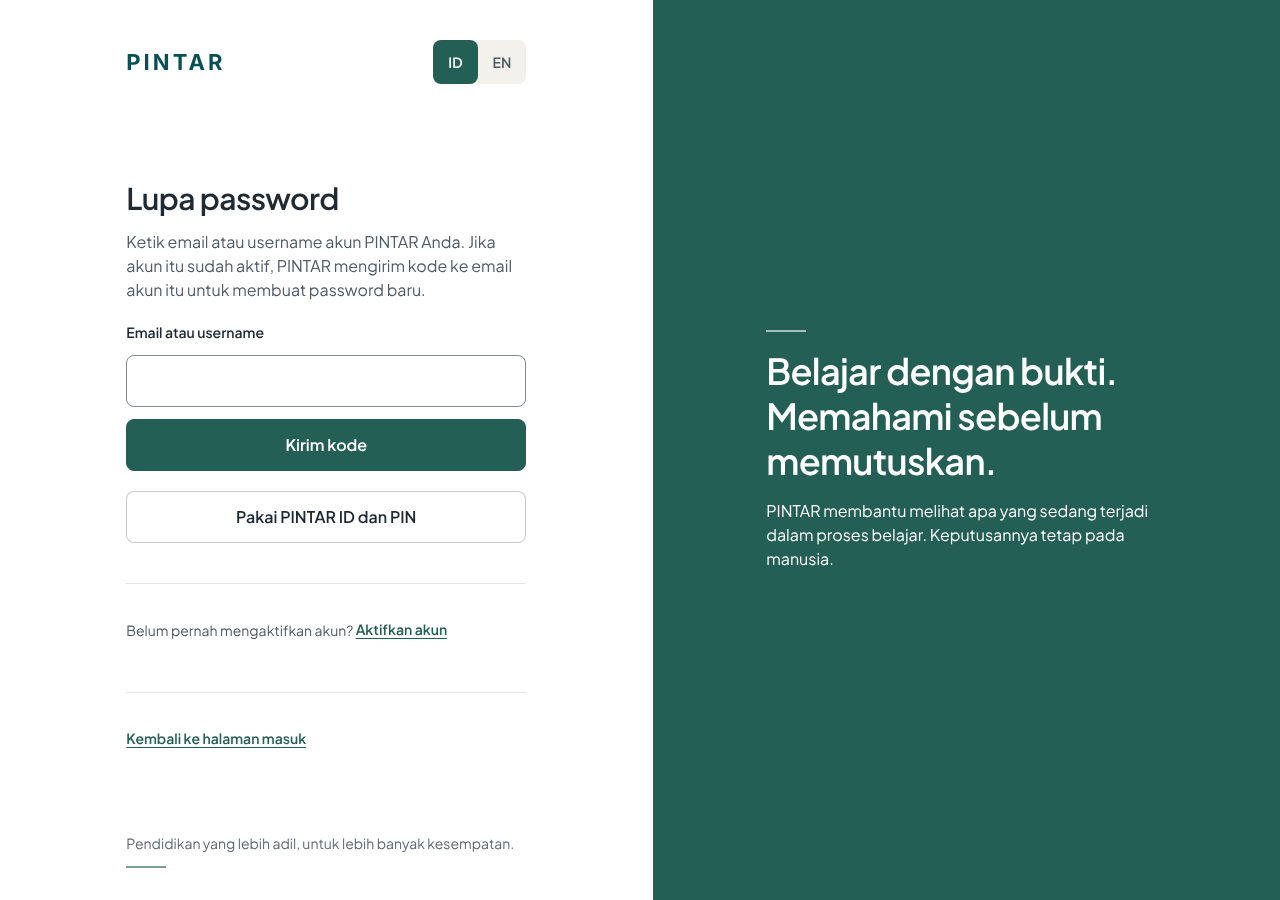 PINTAR
ID
EN
Lupa password
Ketik email atau username akun PINTAR Anda. Jika
akun itu sudah aktif, PINTAR mengirim kode ke email
akun itu untuk membuat password baru.
Email atau username
Kirim kode
Pakai PINTAR ID dan PIN
Belum pernah mengaktifkan akun? Aktifkan akun
Kembali ke halaman masuk
Pendidikan yang lebih adil, untuk lebih banyak kesempatan.
Belajar dengan bukti.
Memahami sebelum
memutuskan.
PINTAR membantu melihat apa yang sedang terjadi
dalam proses belajar. Keputusannya tetap pada
manusia.